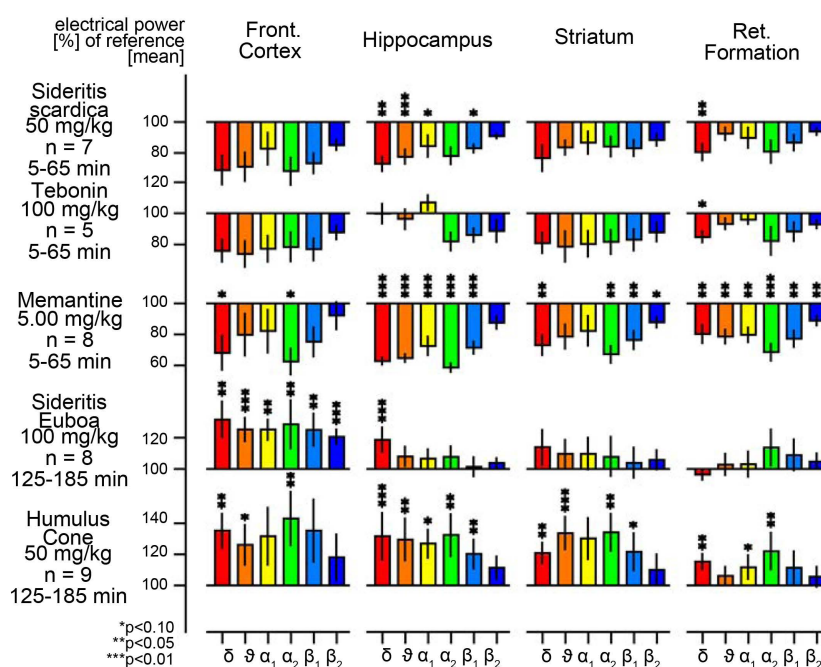 electrical power
[%] of reference
[mean]
Front.
Cortex
Hippocampus
Striatum
Ret.
Formation
Sideritis
scardica
50 mg/kg
n = 7
5-65 min
100
80
** *** * * **
Tebonin
100 mg/kg
n = 5
5-65 min
120
100
80
*
Memantine
5.00 mg/kg
n = 8
5-65 min
100
80
60
* * *** *** *** *** *** ** ** ** * ** ** ** *** ** **
Sideritis
Euboa
100 mg/kg
n = 8
125-185 min
120
100
** *** ** ** ** *** ***
Humulus
Cone
50 mg/kg
n = 9
125-185 min
140
120
100
** * ** *** ** * ** ** ** *** ** * ** * **
*p<0.10
**p<0.05
***p<0.01
δ ϑ α1 α2 β1 β2 δ ϑ α1 α2 β1 β2 δ ϑ α1 α2 β1 β2 δ ϑ α1 α2 β1 β2